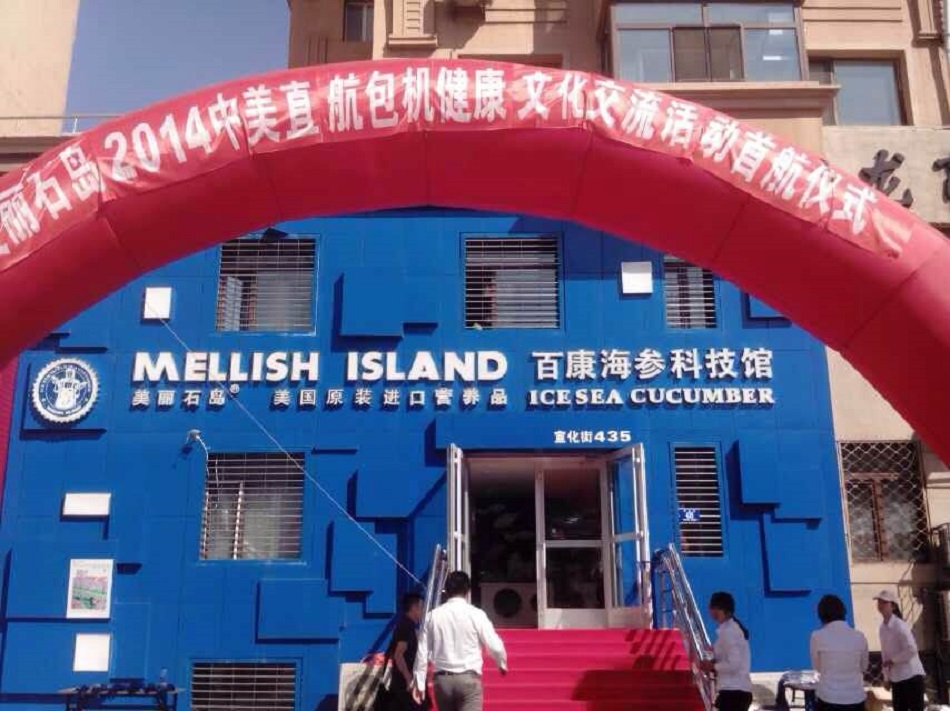 丽石岛 2014中美直航包机健康 文化交流活动首航仪式
MELLISH ISLAND 百康海参科技馆
美丽石岛® 美国原装进口营养品 ICE SEA CUCUMBER
宣化街435